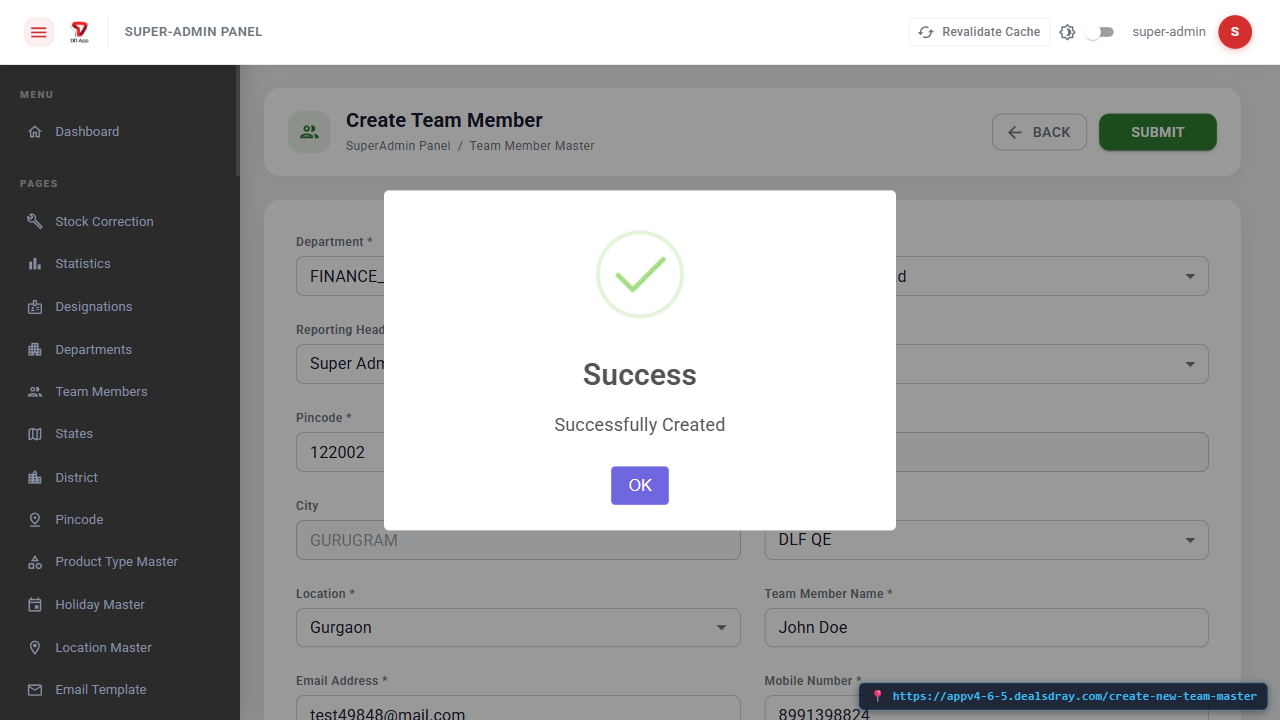 DD App
SUPER-ADMIN PANEL
Revalidate Cache
super-admin
S
MENU
Dashboard
PAGES
Stock Correction
Statistics
Designations
Departments
Team Members
States
District
Pincode
Product Type Master
Holiday Master
Location Master
Email Template
Create Team Member
SuperAdmin Panel / Team Member Master
BACK
SUBMIT
Department *
FINANCE_
d
Reporting Head
Super Adm
Pincode *
122002
Success
Successfully Created
OK
City
GURUGRAM
DLF QE
Location *
Gurgaon
Team Member Name *
John Doe
Email Address *
test49848@mail.com
Mobile Number *
8991398824
https://appv4-6-5.dealsdray.com/create-new-team-master